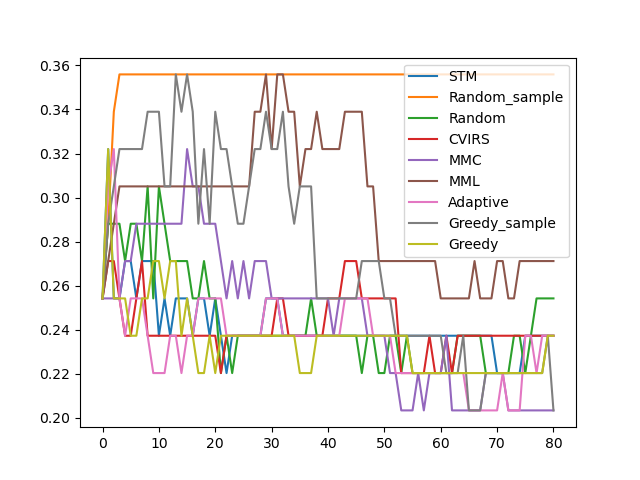 0.36
0.34
0.32
0.30
0.28
0.26
0.24
0.22
0.20
0 10 20 30 40 50 60 70 80
STM
Random_sample
Random
CVIRS
MMC
MML
Adaptive
Greedy_sample
Greedy